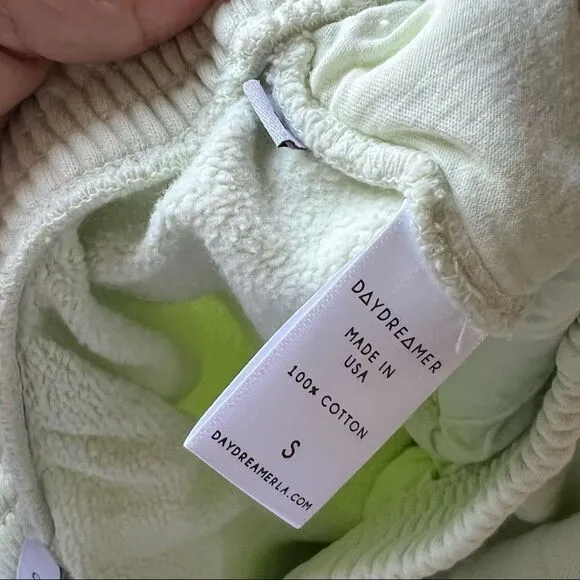 DAYDREAMER
MADE IN
USA
100% COTTON
S
DAYDREAMERLA.COM